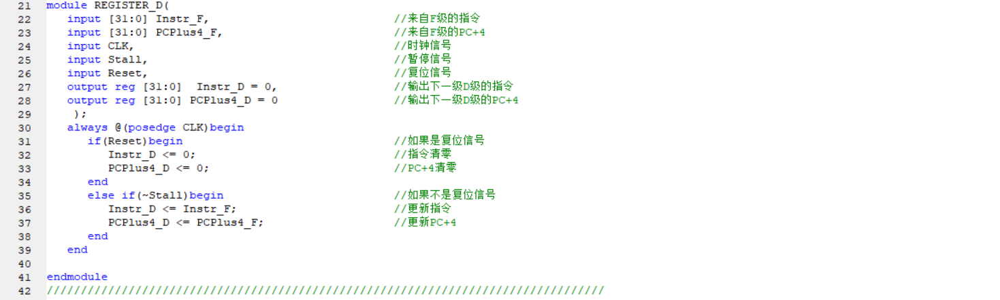 21 module REGISTER_D(
22 input [31:0] Instr_F, //来自F级的指令
23 input [31:0] PCPlus4_F, //来自F级的PC+4
24 input CLK, //时钟信号
25 input Stall, //暂停信号
26 input Reset, //复位信号
27 output reg [31:0]  Instr_D = 0, //输出下一级D级的指令
28 output reg [31:0] PCPlus4_D = 0 //输出下一级D级的PC+4
29 );
30 always @(posedge CLK)begin
31 if(Reset)begin //如果是复位信号
32 Instr_D <= 0; //指令清零
33 PCPlus4_D <= 0; //PC+4清零
34 end
35 else if(~Stall)begin //如果不是复位信号
36 Instr_D <= Instr_F; //更新指令
37 PCPlus4_D <= PCPlus4_F; //更新PC+4
38 end
39 end
40
41 endmodule
42 //////////////////////////////////////////////////////////////////////////////////